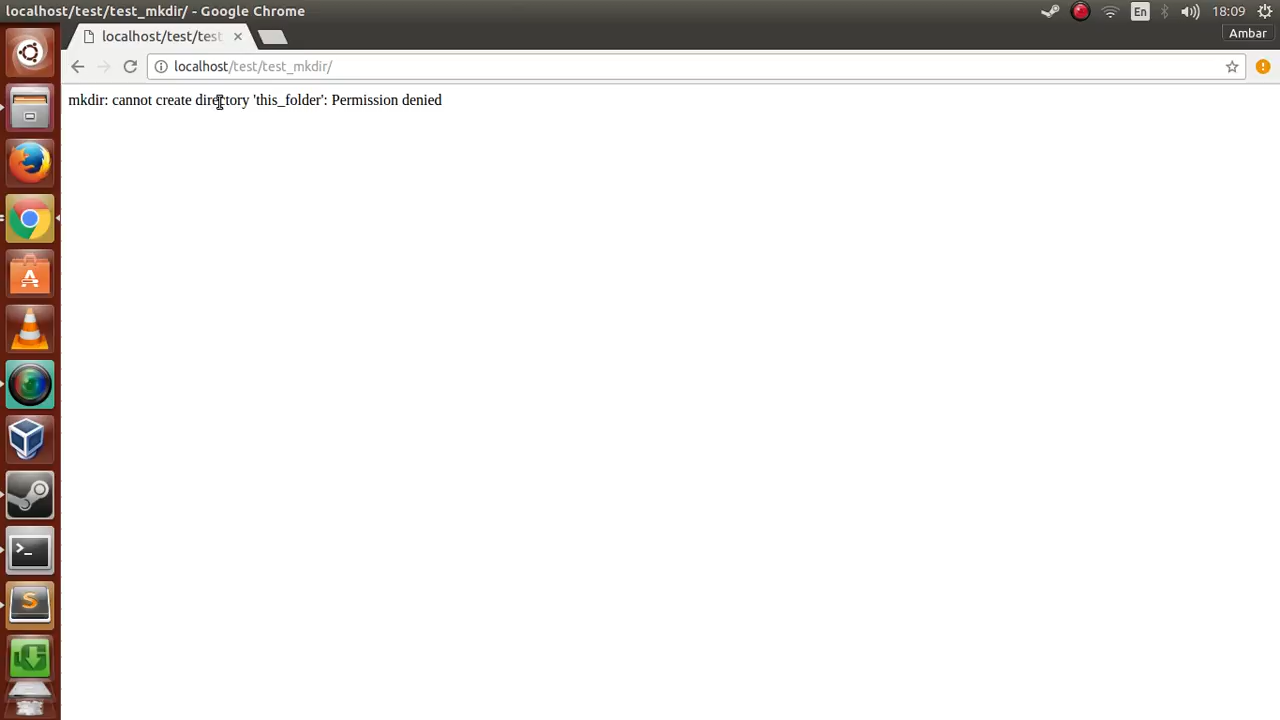 localhost/test/test_mkdir/ - Google Chrome
En
18:09
localhost/test/test
Ambar
localhost/test/test_mkdir/
mkdir: cannot create directory 'this_folder': Permission denied